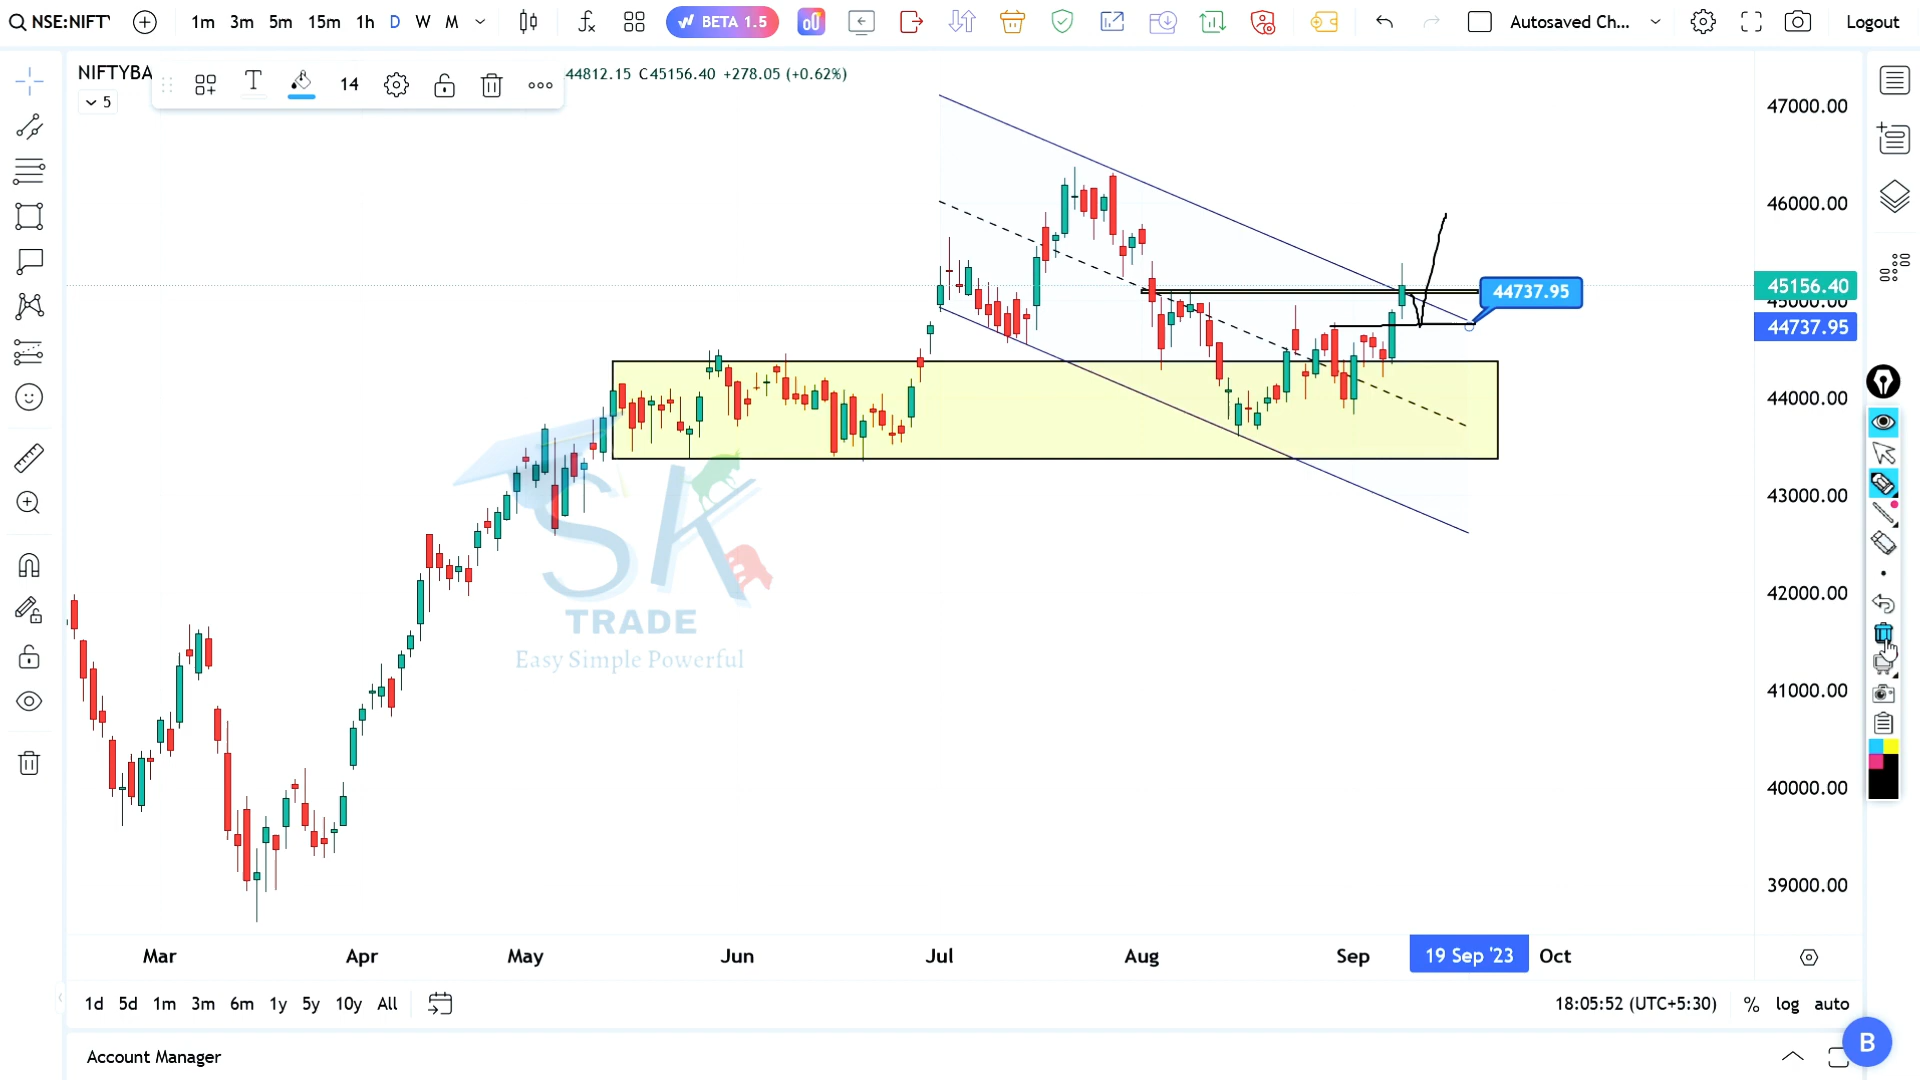 NSE:NIFT
1m 3m 5m 15m 1h D W M
BETA 1.5
Autosaved Ch...
Logout
NIFTYBA
T 14
44812.15 C45156.40 +278.05 (+0.62%)
5
47000.00
46000.00
45156.40
45000.00
44737.95
44737.95
44000.00
43000.00
42000.00
41000.00
40000.00
39000.00
SK
TRADE
Easy Simple Powerful
Mar Apr May Jun Jul Aug Sep 19 Sep '23 Oct
1d 5d 1m 3m 6m 1y 5y 10y All
18:05:52 (UTC+5:30) % log auto
Account Manager
B